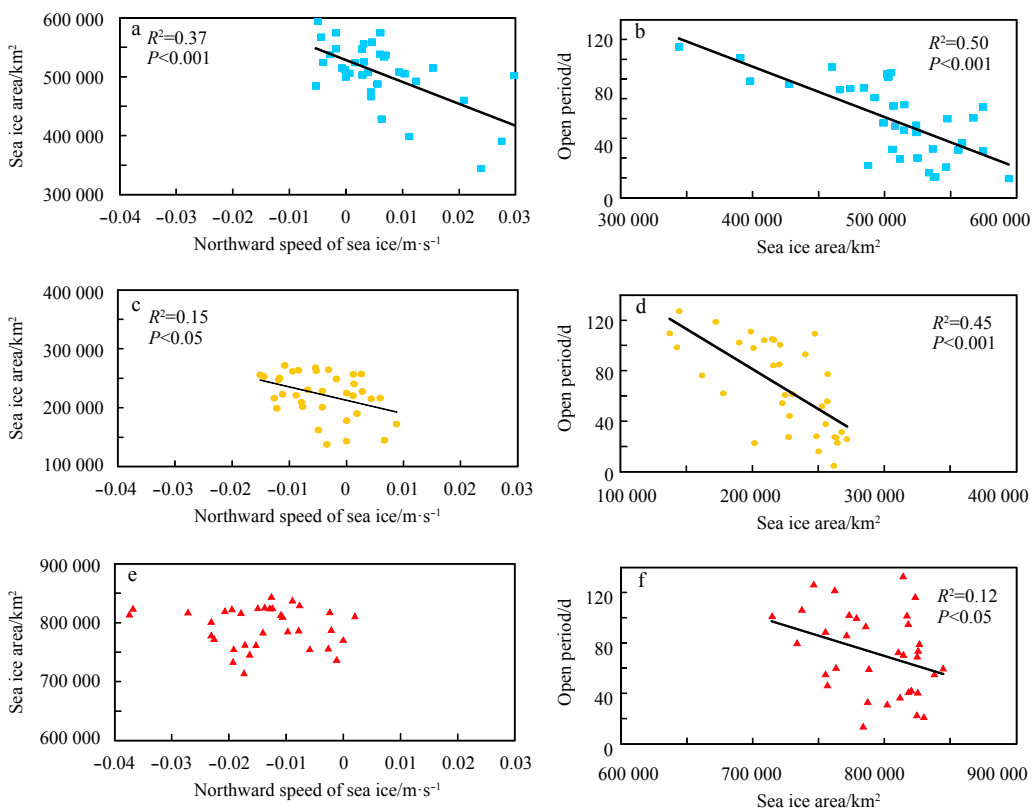 a
R²=0.37
P<0.001
Sea ice area/km²
600 000
500 000
400 000
300 000
−0.04 −0.03 −0.02 −0.01 0 0.01 0.02 0.03
Northward speed of sea ice/m·s⁻¹
b
R²=0.50
P<0.001
Open period/d
120
80
40
0
300 000 400 000 500 000 600 000
Sea ice area/km²
c
R²=0.15
P<0.05
Sea ice area/km²
400 000
300 000
200 000
100 000
−0.04 −0.03 −0.02 −0.01 0 0.01 0.02 0.03
Northward speed of sea ice/m·s⁻¹
d
R²=0.45
P<0.001
Open period/d
120
80
40
0
100 000 200 000 300 000 400 000
Sea ice area/km²
e
Sea ice area/km²
900 000
800 000
700 000
600 000
−0.04 −0.03 −0.02 −0.01 0 0.01 0.02 0.03
Northward speed of sea ice/m·s⁻¹
f
R²=0.12
P<0.05
Open period/d
120
80
40
0
600 000 700 000 800 000 900 000
Sea ice area/km²